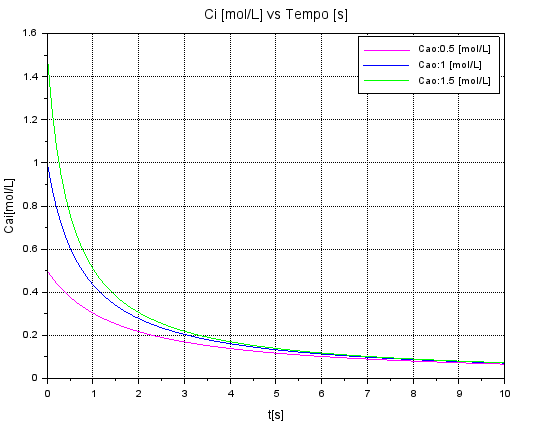 Ci [mol/L] vs Tempo [s]
Cao:0.5 [mol/L]
Cao:1 [mol/L]
Cao:1.5 [mol/L]
1.6
1.4
1.2
1
0.8
0.6
0.4
0.2
0
Cai[mol/L]
0 1 2 3 4 5 6 7 8 9 10
t[s]